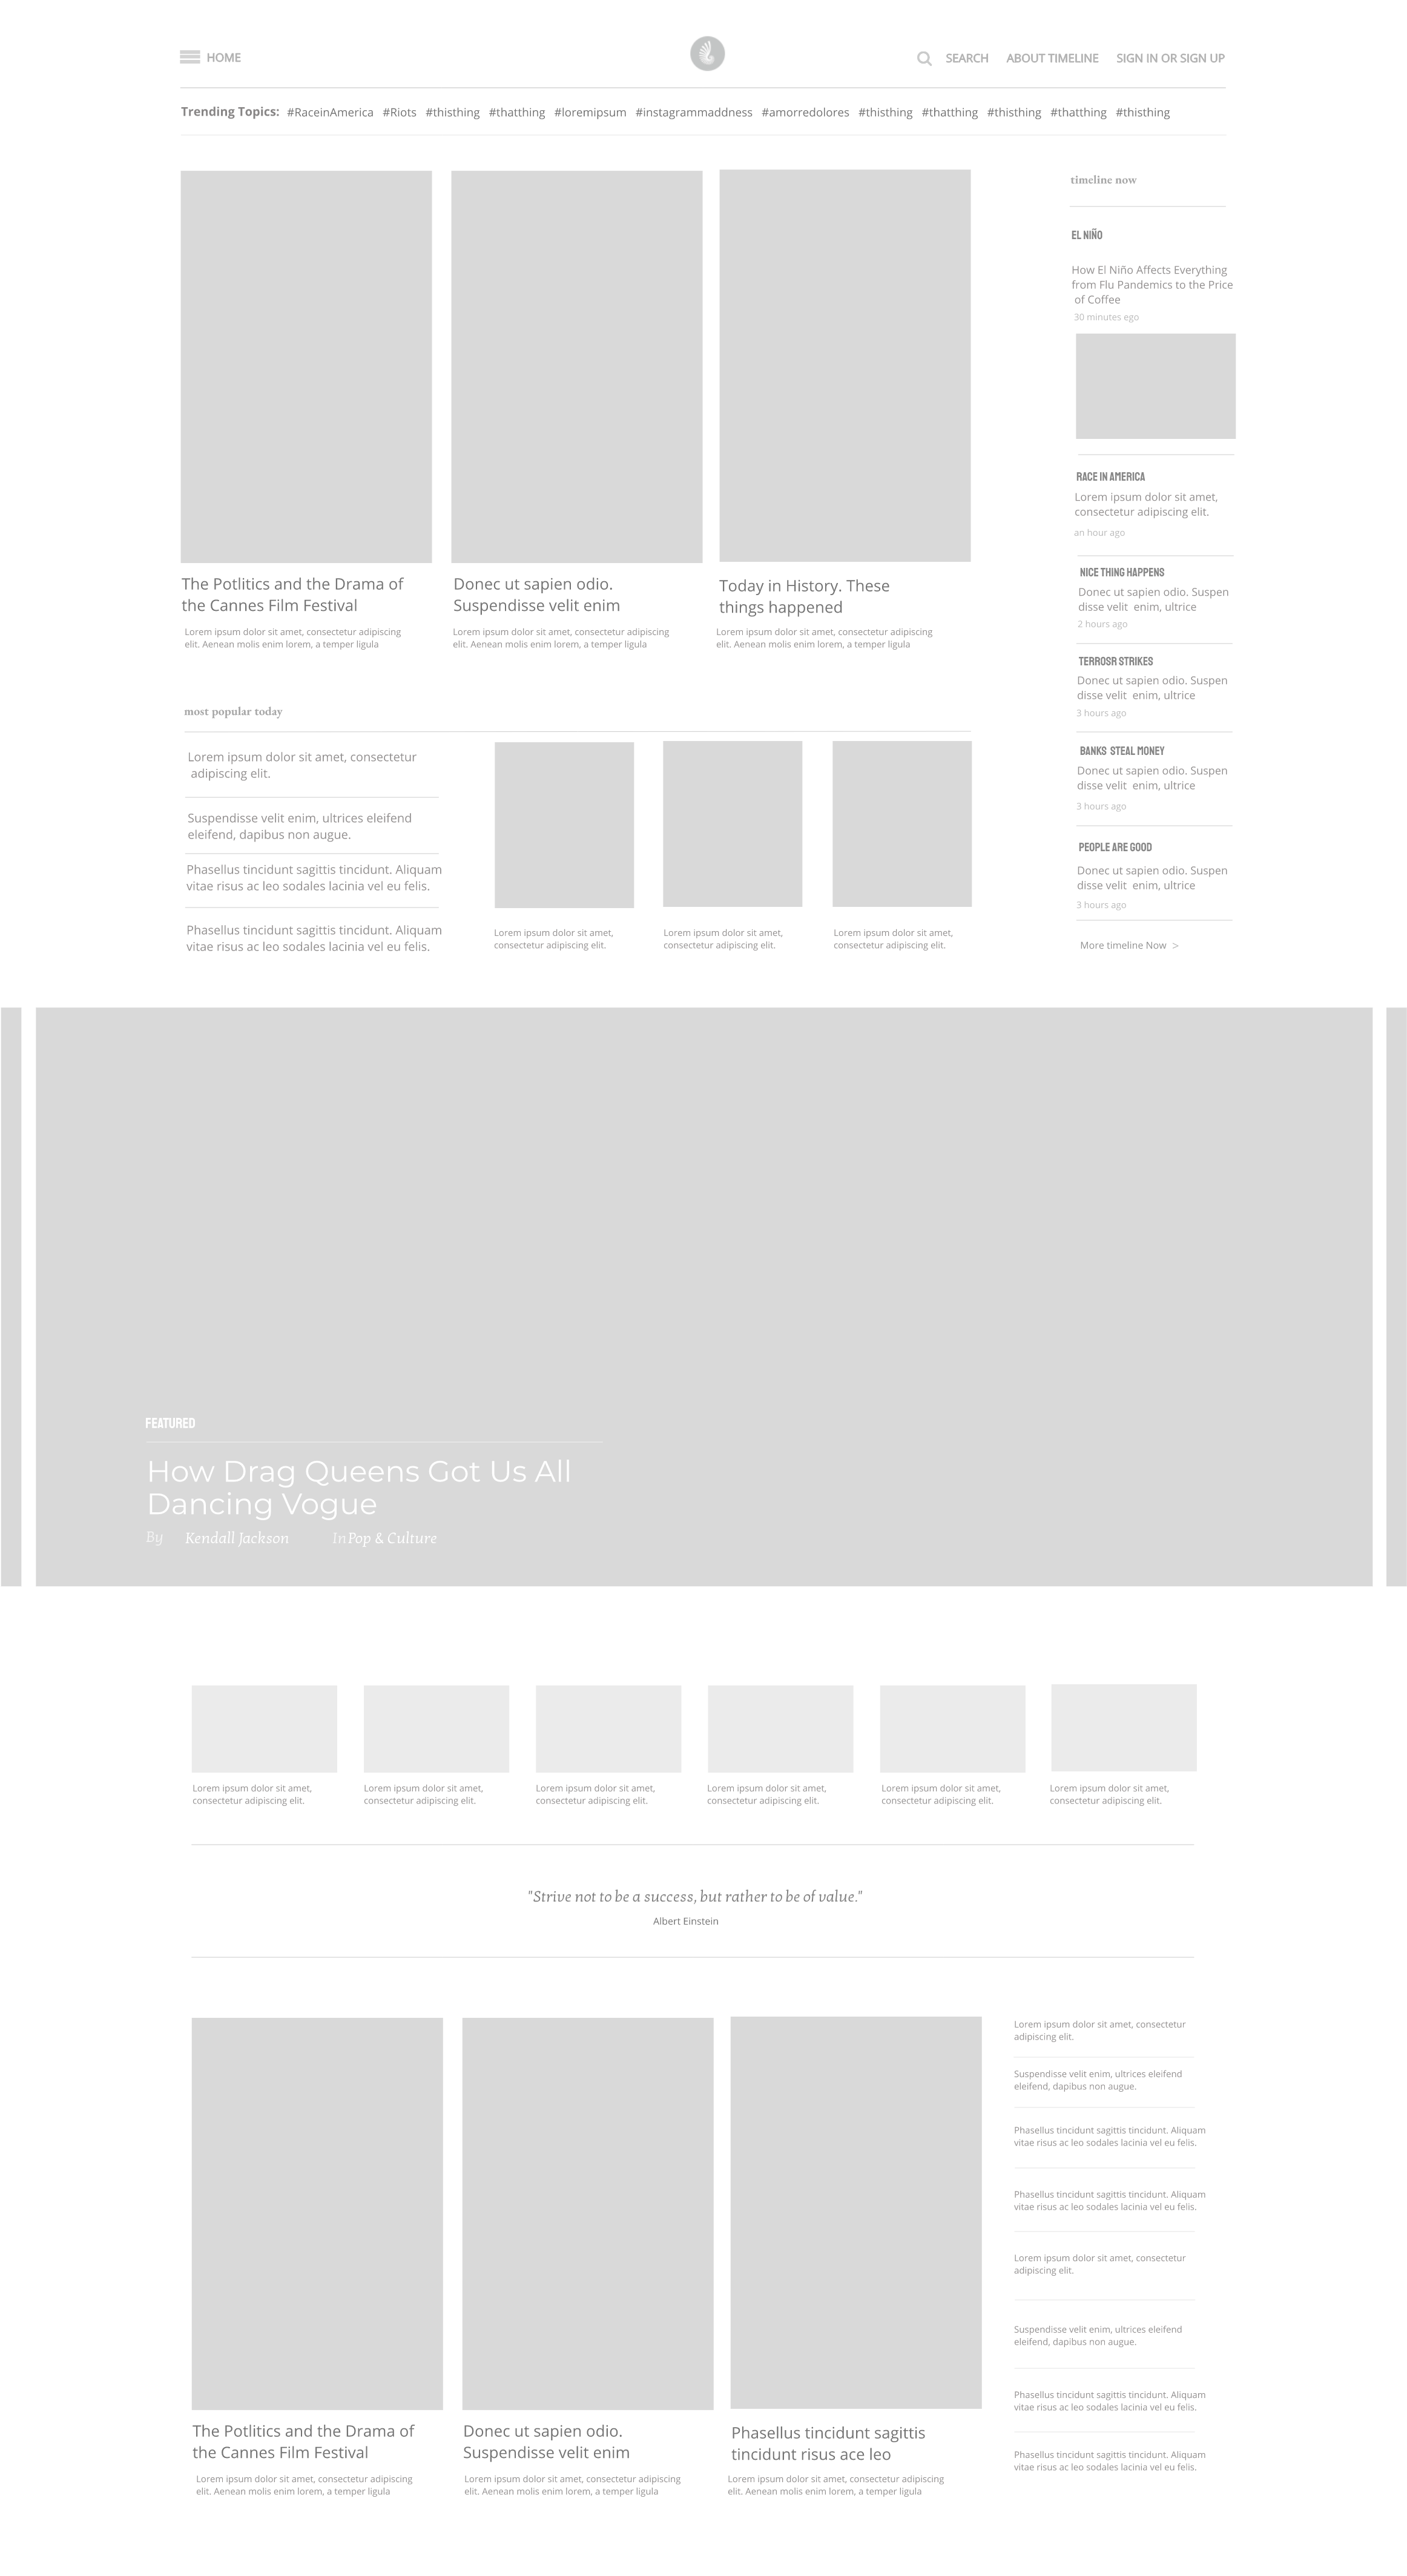 HOME
SEARCH ABOUT TIMELINE SIGN IN OR SIGN UP
Trending Topics: #RaceinAmerica #Riots #thisthing #thatthing #loremipsum #instagrammaddness #amorredolores #thisthing #thatthing #thisthing #thatthing #thisthing
The Potlitics and the Drama of
the Cannes Film Festival
Lorem ipsum dolor sit amet, consectetur adipiscing
elit. Aenean molis enim lorem, a temper ligula
Donec ut sapien odio.
Suspendisse velit enim
Lorem ipsum dolor sit amet, consectetur adipiscing
elit. Aenean molis enim lorem, a temper ligula
Today in History. These
things happened
Lorem ipsum dolor sit amet, consectetur adipiscing
elit. Aenean molis enim lorem, a temper ligula
timeline now
EL NIÑO
How El Niño Affects Everything
from Flu Pandemics to the Price
of Coffee
30 minutes ego
RACE IN AMERICA
Lorem ipsum dolor sit amet,
consectetur adipiscing elit.
an hour ago
NICE THING HAPPENS
Donec ut sapien odio. Suspen
disse velit enim, ultrice
2 hours ago
TERROSR STRIKES
Donec ut sapien odio. Suspen
disse velit enim, ultrice
3 hours ago
BANKS STEAL MONEY
Donec ut sapien odio. Suspen
disse velit enim, ultrice
3 hours ago
PEOPLE ARE GOOD
Donec ut sapien odio. Suspen
disse velit enim, ultrice
3 hours ago
More timeline Now >
most popular today
Lorem ipsum dolor sit amet, consectetur
adipiscing elit.
Suspendisse velit enim, ultrices eleifend
eleifend, dapibus non augue.
Phasellus tincidunt sagittis tincidunt. Aliquam
vitae risus ac leo sodales lacinia vel eu felis.
Phasellus tincidunt sagittis tincidunt. Aliquam
vitae risus ac leo sodales lacinia vel eu felis.
Lorem ipsum dolor sit amet,
consectetur adipiscing elit.
Lorem ipsum dolor sit amet,
consectetur adipiscing elit.
Lorem ipsum dolor sit amet,
consectetur adipiscing elit.
FEATURED
How Drag Queens Got Us All
Dancing Vogue
By Kendall Jackson In Pop & Culture
Lorem ipsum dolor sit amet,
consectetur adipiscing elit.
Lorem ipsum dolor sit amet,
consectetur adipiscing elit.
Lorem ipsum dolor sit amet,
consectetur adipiscing elit.
Lorem ipsum dolor sit amet,
consectetur adipiscing elit.
Lorem ipsum dolor sit amet,
consectetur adipiscing elit.
Lorem ipsum dolor sit amet,
consectetur adipiscing elit.
"Strive not to be a success, but rather to be of value."
Albert Einstein
The Potlitics and the Drama of
the Cannes Film Festival
Lorem ipsum dolor sit amet, consectetur adipiscing
elit. Aenean molis enim lorem, a temper ligula
Donec ut sapien odio.
Suspendisse velit enim
Lorem ipsum dolor sit amet, consectetur adipiscing
elit. Aenean molis enim lorem, a temper ligula
Phasellus tincidunt sagittis
tincidunt risus ace leo
Lorem ipsum dolor sit amet, consectetur adipiscing
elit. Aenean molis enim lorem, a temper ligula
Lorem ipsum dolor sit amet, consectetur
adipiscing elit.
Suspendisse velit enim, ultrices eleifend
eleifend, dapibus non augue.
Phasellus tincidunt sagittis tincidunt. Aliquam
vitae risus ac leo sodales lacinia vel eu felis.
Phasellus tincidunt sagittis tincidunt. Aliquam
vitae risus ac leo sodales lacinia vel eu felis.
Lorem ipsum dolor sit amet, consectetur
adipiscing elit.
Suspendisse velit enim, ultrices eleifend
eleifend, dapibus non augue.
Phasellus tincidunt sagittis tincidunt. Aliquam
vitae risus ac leo sodales lacinia vel eu felis.
Phasellus tincidunt sagittis tincidunt. Aliquam
vitae risus ac leo sodales lacinia vel eu felis.